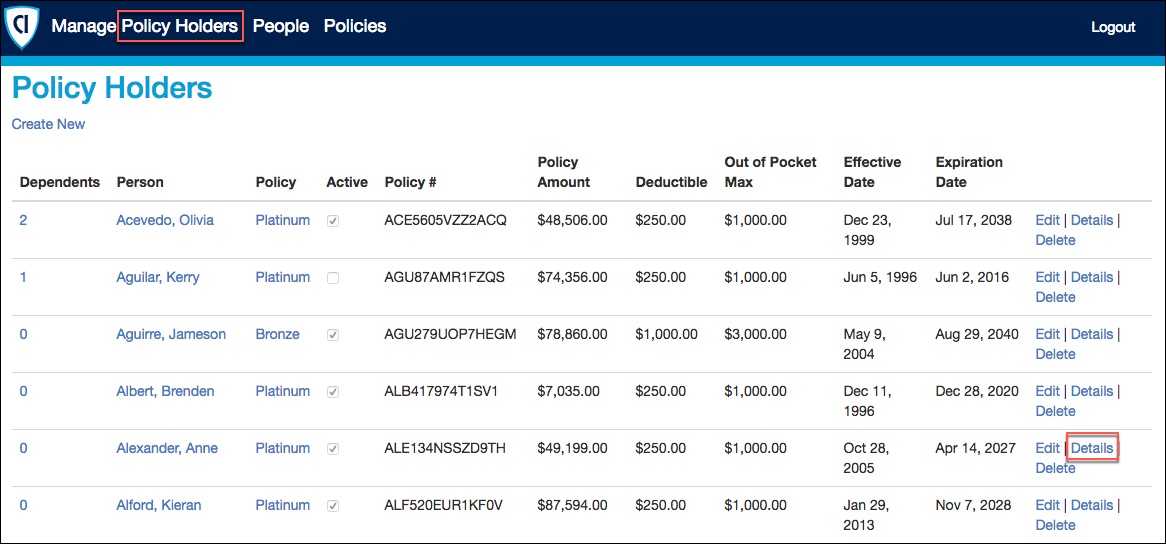 CI Manage Policy Holders People Policies Logout
Policy Holders
Create New
Dependents Person Policy Active Policy # Policy Amount Deductible Out of Pocket Max Effective Date Expiration Date
2 Acevedo, Olivia Platinum ACE5605VZZ2ACQ $48,506.00 $250.00 $1,000.00 Dec 23, 1999 Jul 17, 2038 Edit | Details | Delete
1 Aguilar, Kerry Platinum AGU87AMR1FZQS $74,356.00 $250.00 $1,000.00 Jun 5, 1996 Jun 2, 2016 Edit | Details | Delete
0 Aguirre, Jameson Bronze AGU279UOP7HEGM $78,860.00 $1,000.00 $3,000.00 May 9, 2004 Aug 29, 2040 Edit | Details | Delete
0 Albert, Brenden Platinum ALB417974T1SV1 $7,035.00 $250.00 $1,000.00 Dec 11, 1996 Dec 28, 2020 Edit | Details | Delete
0 Alexander, Anne Platinum ALE134NSSZD9TH $49,199.00 $250.00 $1,000.00 Oct 28, 2005 Apr 14, 2027 Edit | Details Delete
0 Alford, Kieran Platinum ALF520EUR1KF0V $87,594.00 $250.00 $1,000.00 Jan 29, 2013 Nov 7, 2028 Edit | Details | Delete